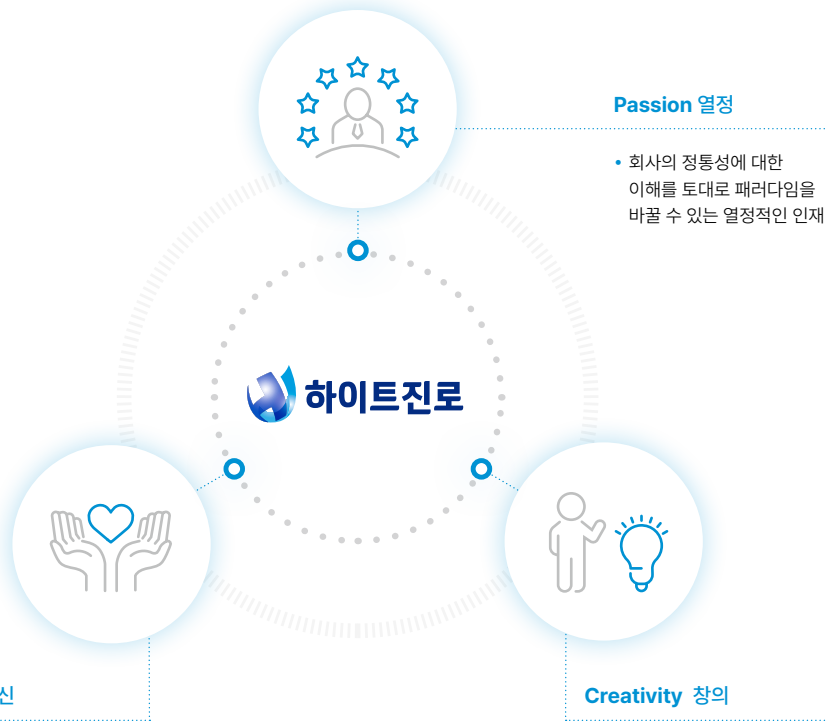 Passion 열정
• 회사의 정통성에 대한
이해를 토대로 패러다임을
바꿀 수 있는 열정적인 인재
하이트진로
신
Creativity 창의